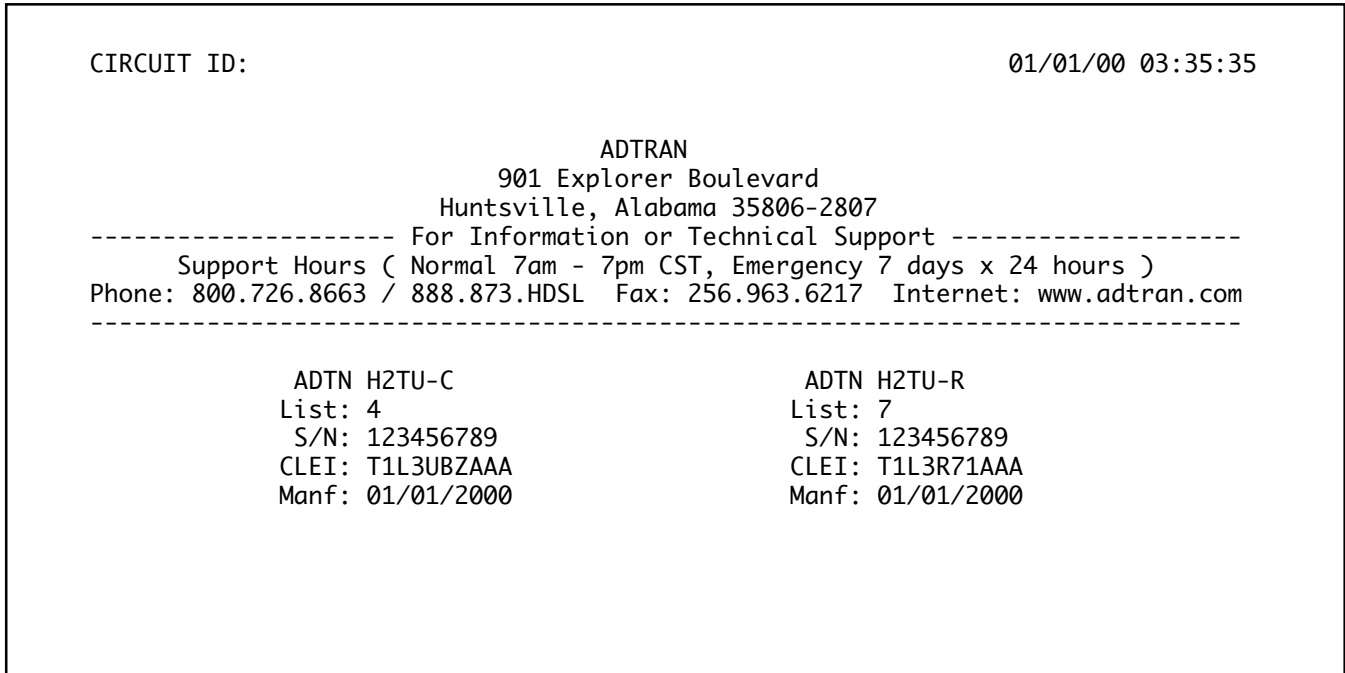 CIRCUIT ID: 01/01/00 03:35:35
ADTRAN
901 Explorer Boulevard
Huntsville, Alabama 35806-2807
--------------------- For Information or Technical Support --------------------
Support Hours ( Normal 7am - 7pm CST, Emergency 7 days x 24 hours )
Phone: 800.726.8663 / 888.873.HDSL Fax: 256.963.6217 Internet: www.adtran.com
-------------------------------------------------------------------------------
ADTN H2TU-C ADTN H2TU-R
List: 4 List: 7
S/N: 123456789 S/N: 123456789
CLEI: T1L3UBZAAA CLEI: T1L3R71AAA
Manf: 01/01/2000 Manf: 01/01/2000